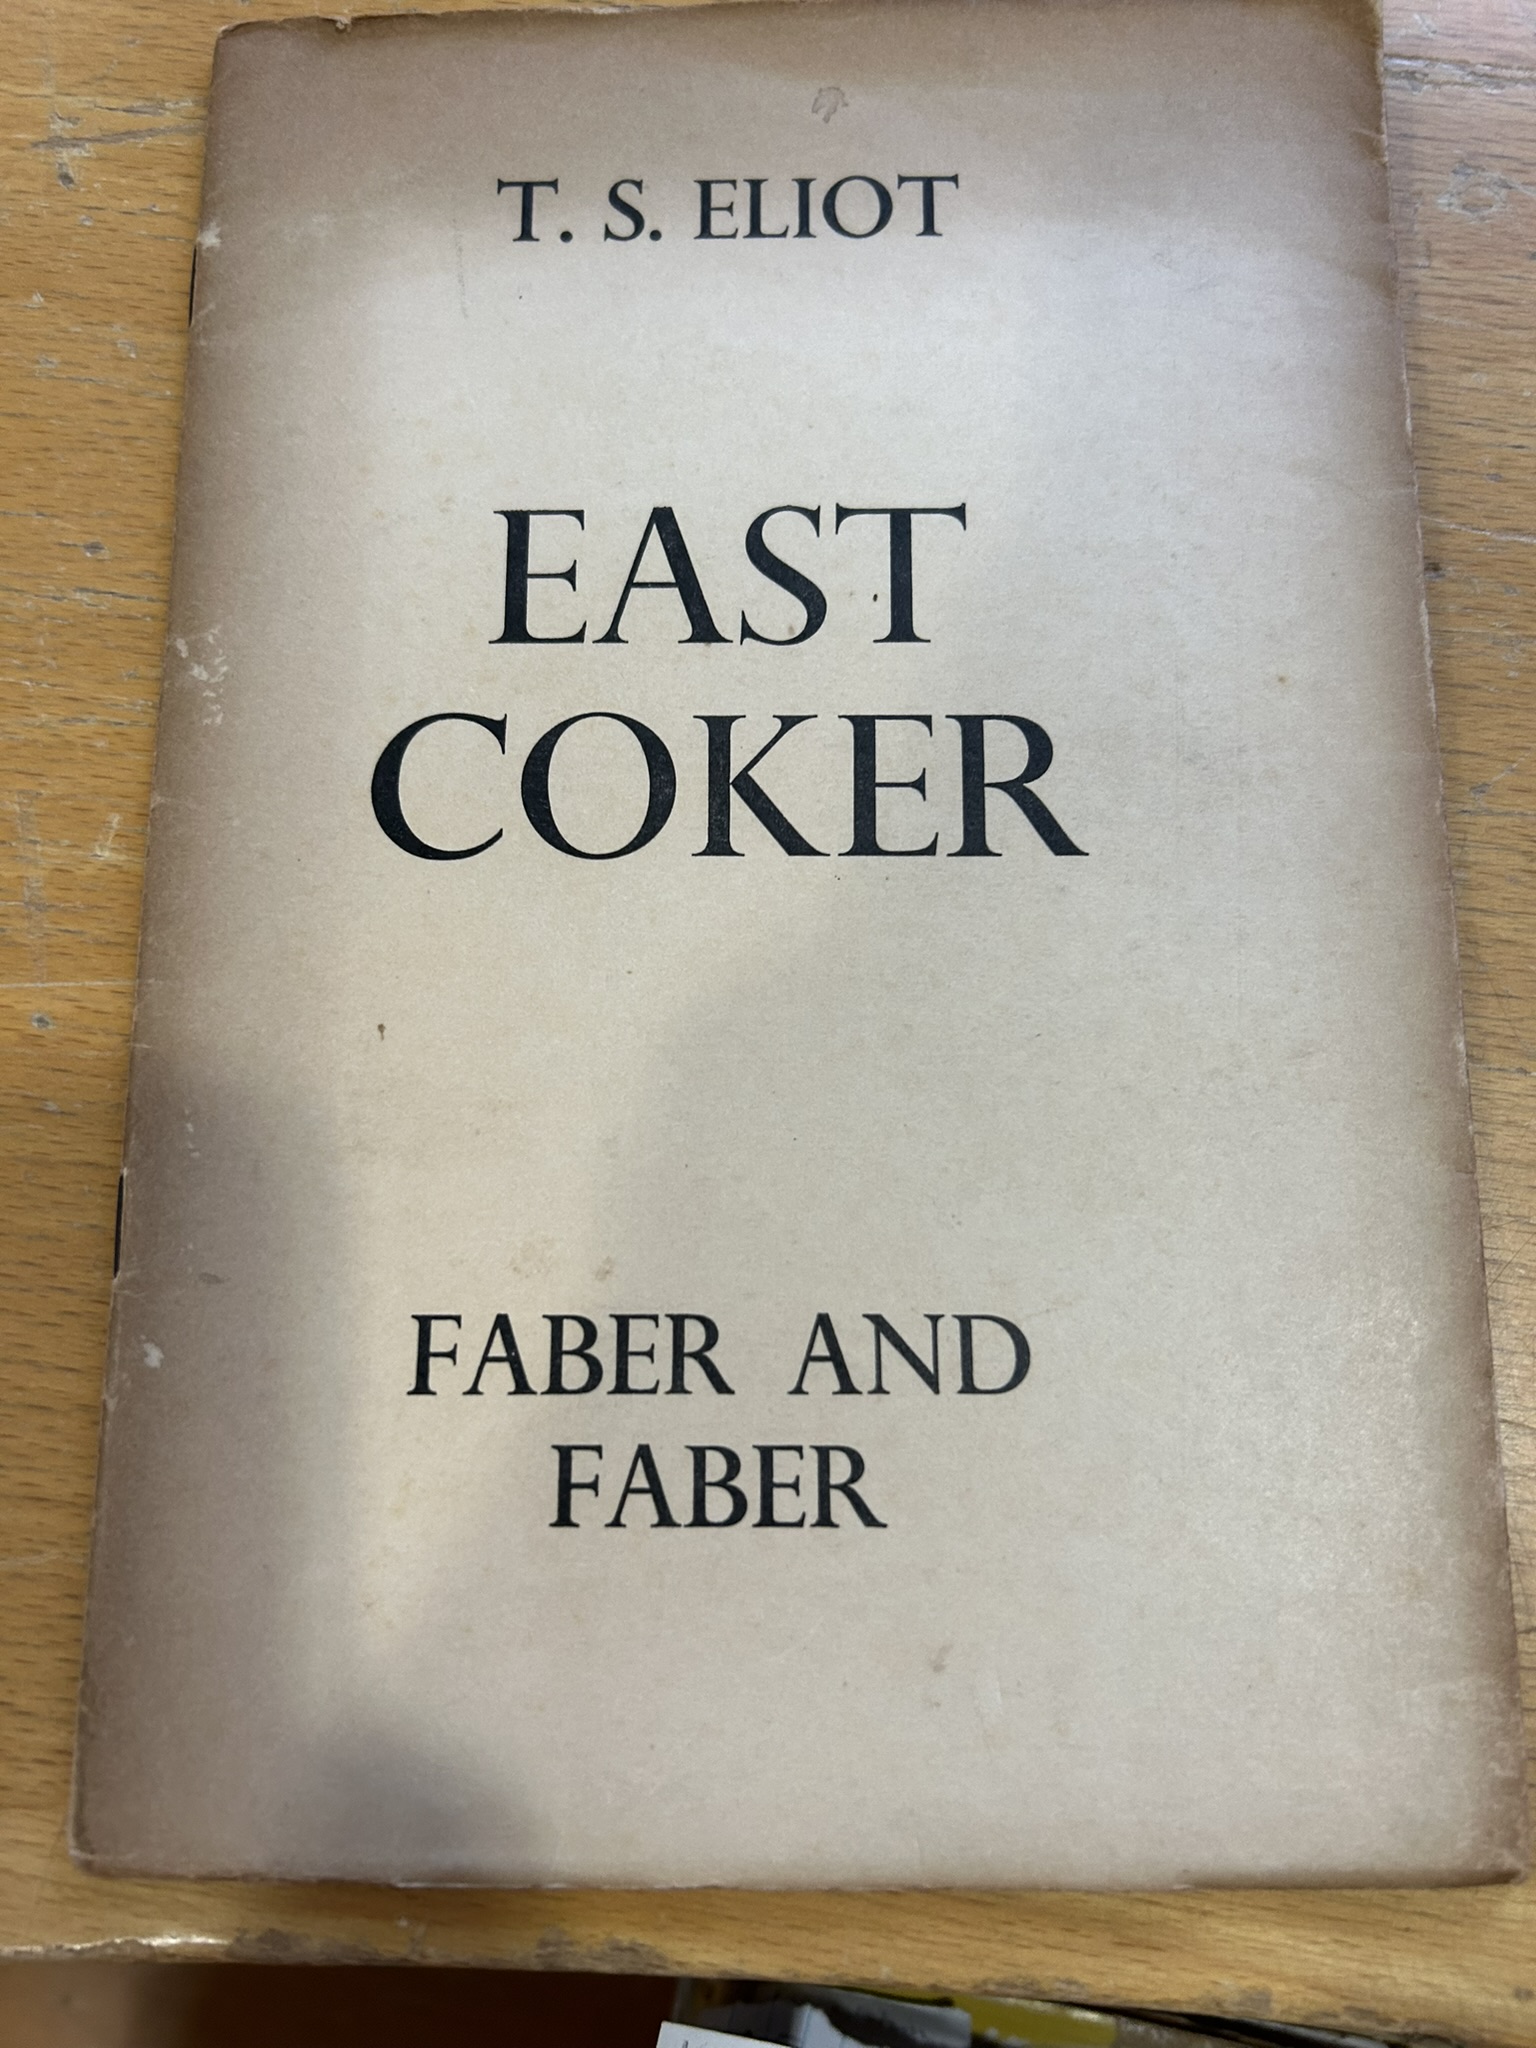 T. S. ELIOT
EAST
COKER
FABER AND
FABER